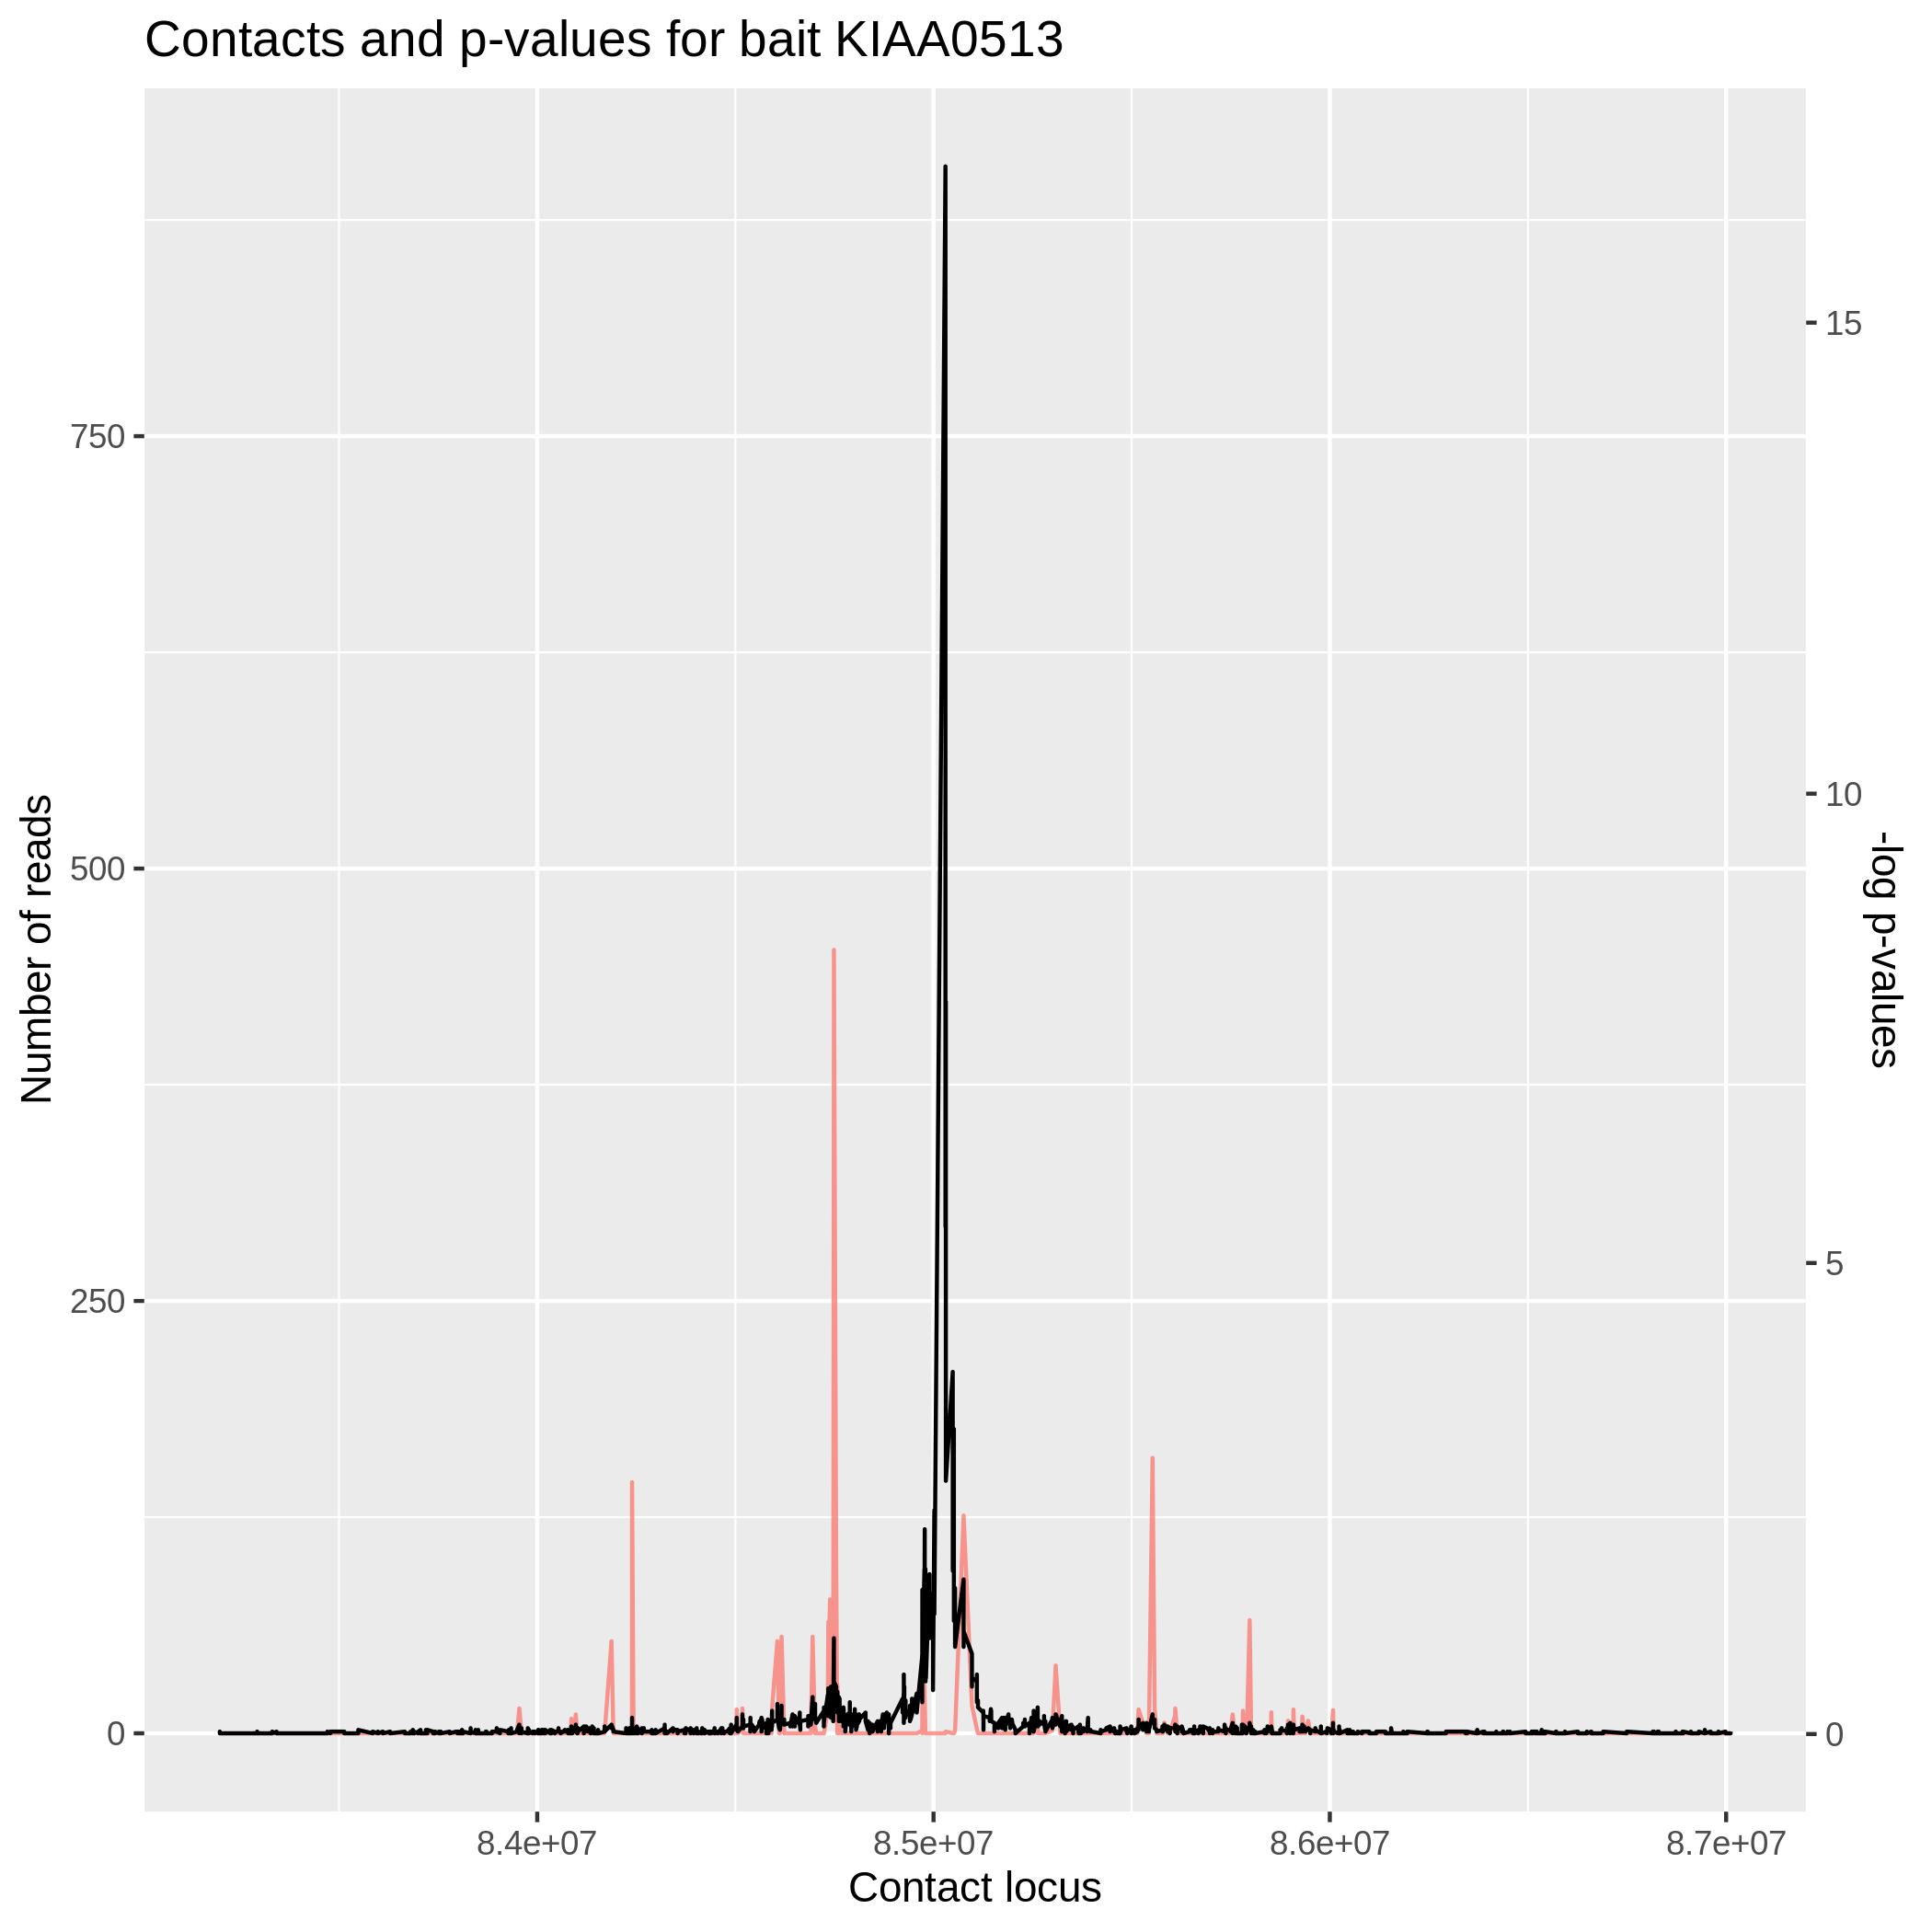 Contacts and p-values for bait KIAA0513
Number of reads
750
500
250
0
15
10
5
0
-log p-values
8.4e+07
8.5e+07
8.6e+07
8.7e+07
Contact locus